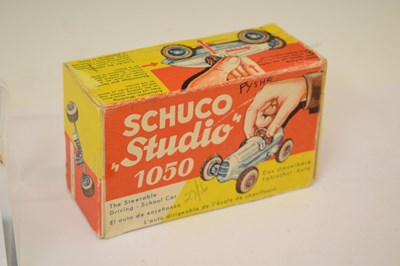 SCHUCO
„Studio"
1050
The Steerable
Driving - School Car
El auto de enseñanza
L'auto dirigeable de l'école de chauffeurs
Das steuerbare
Fahrschul-Auto